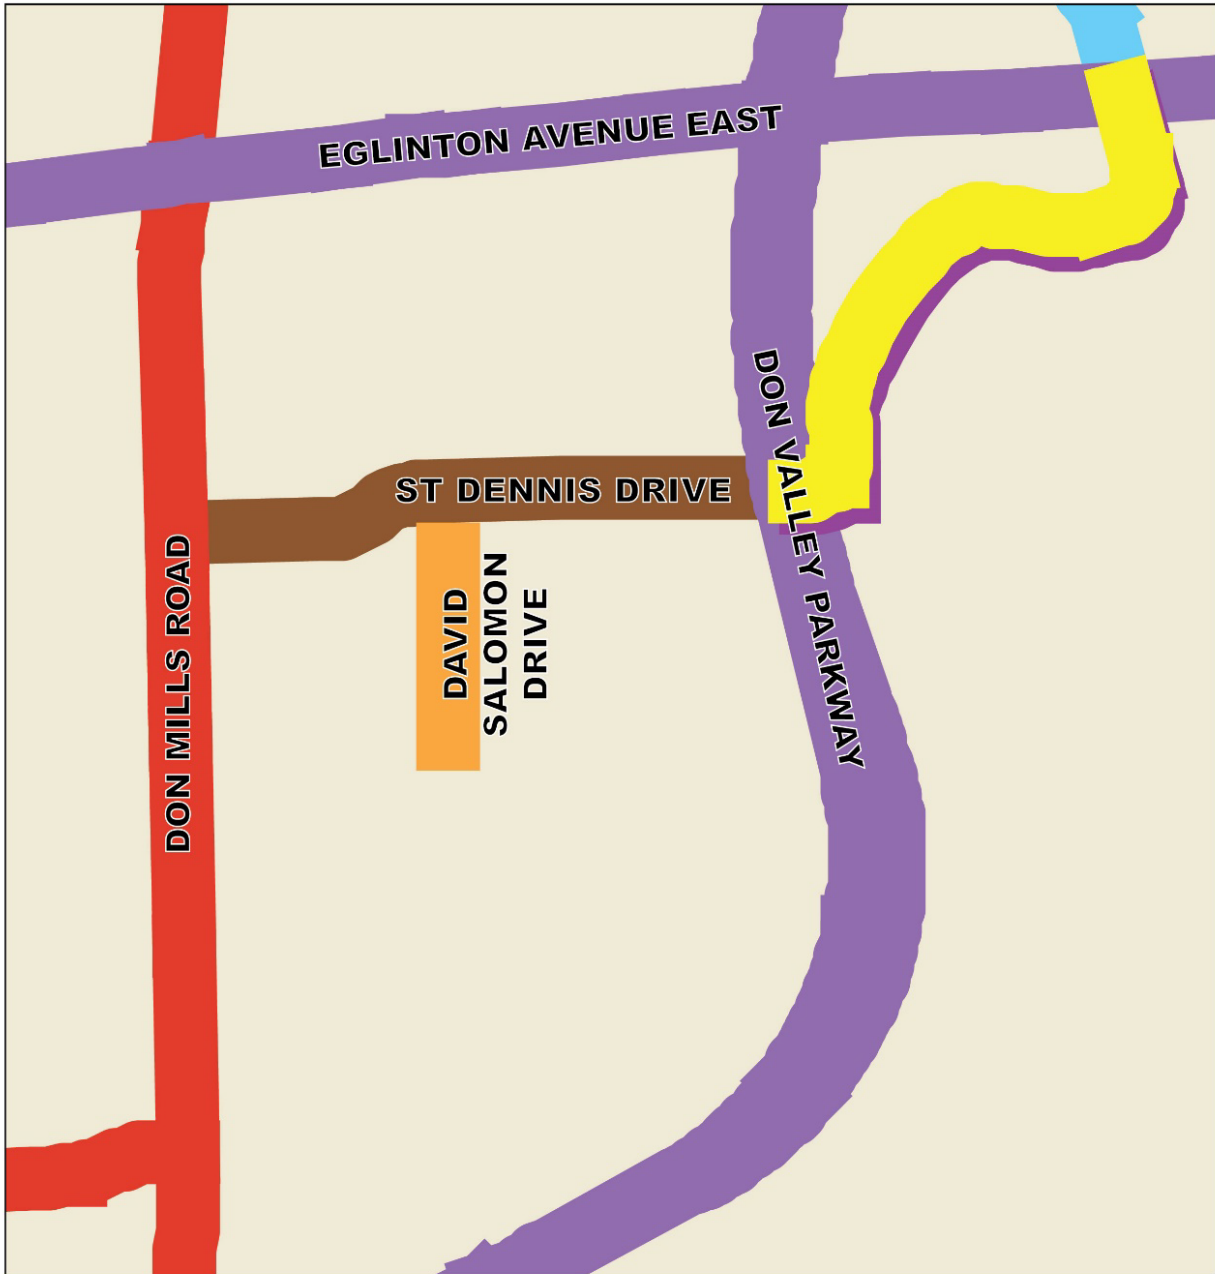 EGLINTON AVENUE EAST
DON VALLEY PARKWAY
ST DENNIS DRIVE
DON MILLS ROAD
DAVID
SALOMON
DRIVE